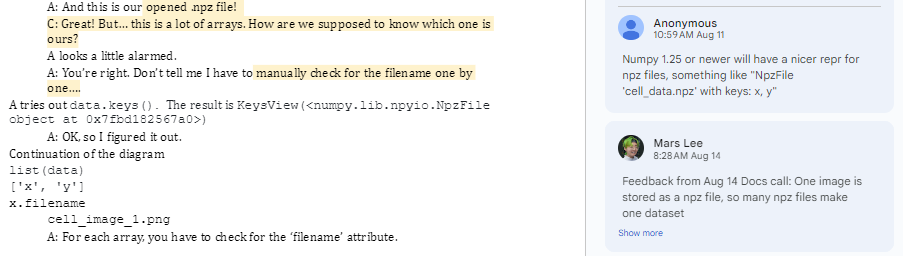 A: And this is our opened .npz file!
C: Great! But... this is a lot of arrays. How are we supposed to know which one is
ours?
A looks a little alarmed.
A: You're right. Don't tell me I have to manually check for the filename one by
one....
A tries out data.keys(). The result is KeysView(<numpy.lib.npyio.NpzFile
object at 0x7fbd182567a0>)
A: OK, so I figured it out.
Continuation of the diagram
list(data)
['x', 'y']
x.filename
cell_image_1.png
A: For each array, you have to check for the 'filename' attribute.
Anonymous
10:59 AM Aug 11
Numpy 1.25 or newer will have a nicer repr for
npz files, something like "NpzFile
'cell_data.npz' with keys: x, y"
Mars Lee
8:28 AM Aug 14
Feedback from Aug 14 Docs call: One image is
stored as a npz file, so many npz files make
one dataset
Show more